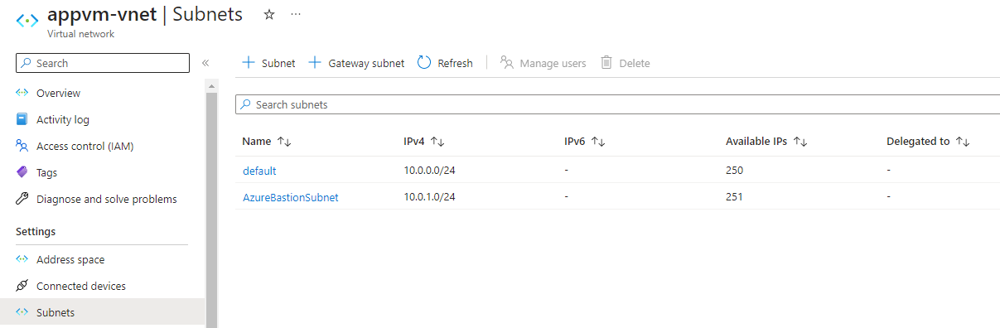 appvm-vnet | Subnets ☆ ···
Virtual network
Search «
Overview
Activity log
Access control (IAM)
Tags
Diagnose and solve problems
Settings
Address space
Connected devices
Subnets
+ Subnet + Gateway subnet Refresh Manage users Delete
Search subnets
Name ↑↓ IPv4 ↑↓ IPv6 ↑↓ Available IPs ↑↓ Delegated to ↑↓
default 10.0.0.0/24 - 250 -
AzureBastionSubnet 10.0.1.0/24 - 251 -